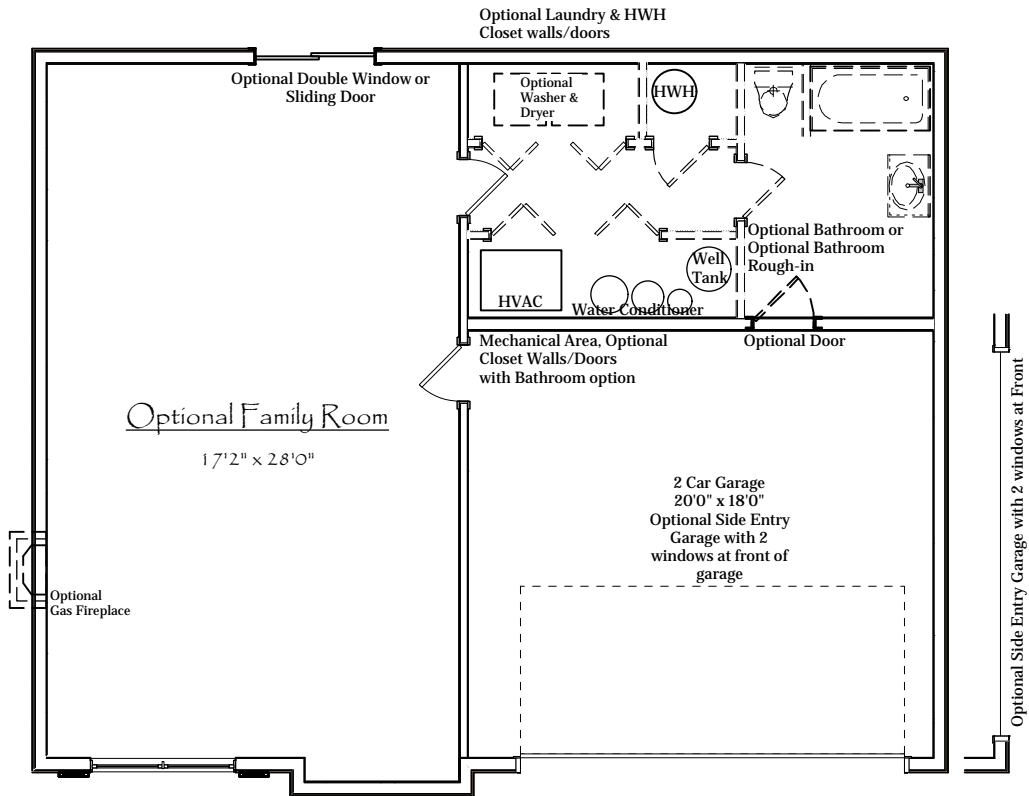 Optional Laundry & HWH
Closet walls/doors
Optional Double Window or
Sliding Door
Optional
Washer &
Dryer
HWH
Optional Bathroom or
Optional Bathroom
Rough-in
Well
Tank
HVAC
Water Conditioner
Mechanical Area, Optional
Closet Walls/Doors
with Bathroom option
Optional Door
Optional Family Room
17'2" x 28'0"
2 Car Garage
20'0" x 18'0"
Optional Side Entry
Garage with 2
windows at front of
garage
Optional
Gas Fireplace
Optional Side Entry Garage with 2 windows at Front